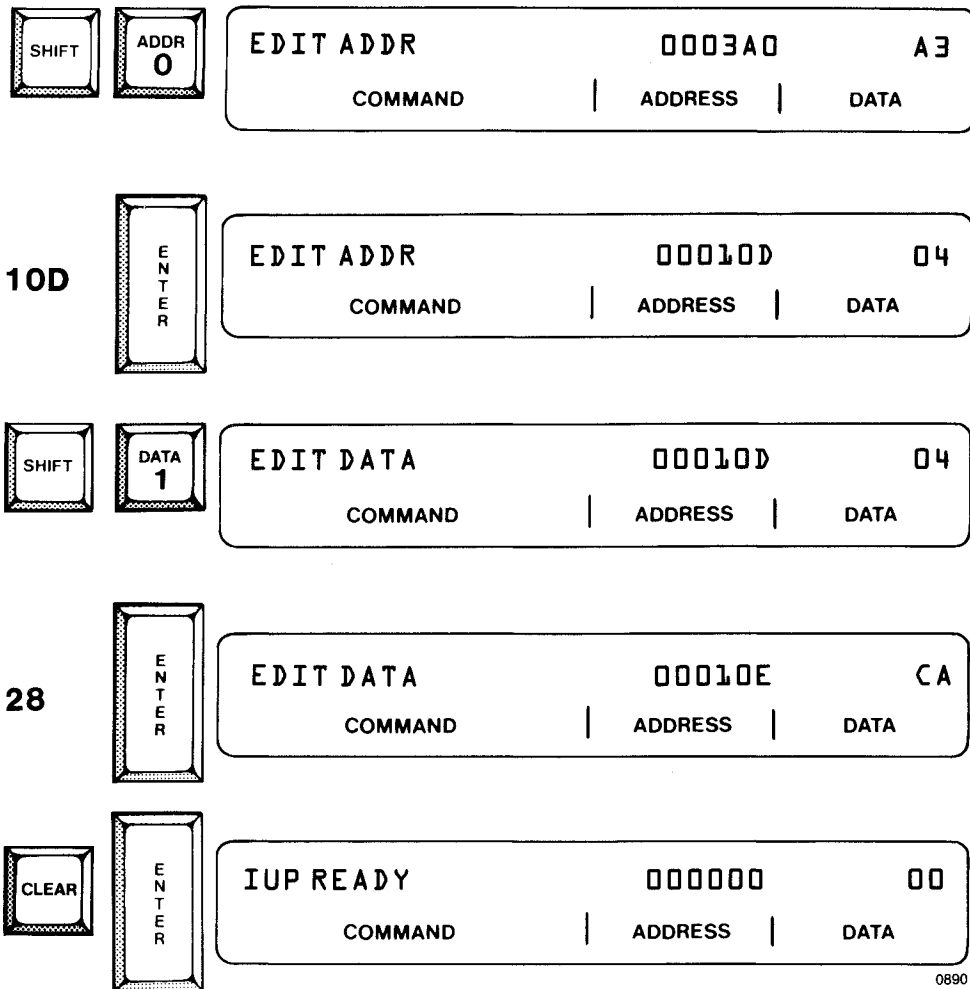 SHIFT ADDR 0 EDIT ADDR 0003A0 A3
COMMAND | ADDRESS | DATA
10D ENTER EDIT ADDR 00010D 04
COMMAND | ADDRESS | DATA
SHIFT DATA 1 EDIT DATA 00010D 04
COMMAND | ADDRESS | DATA
28 ENTER EDIT DATA 00010E CA
COMMAND | ADDRESS | DATA
CLEAR ENTER IUP READY 000000 00
COMMAND | ADDRESS | DATA
0890